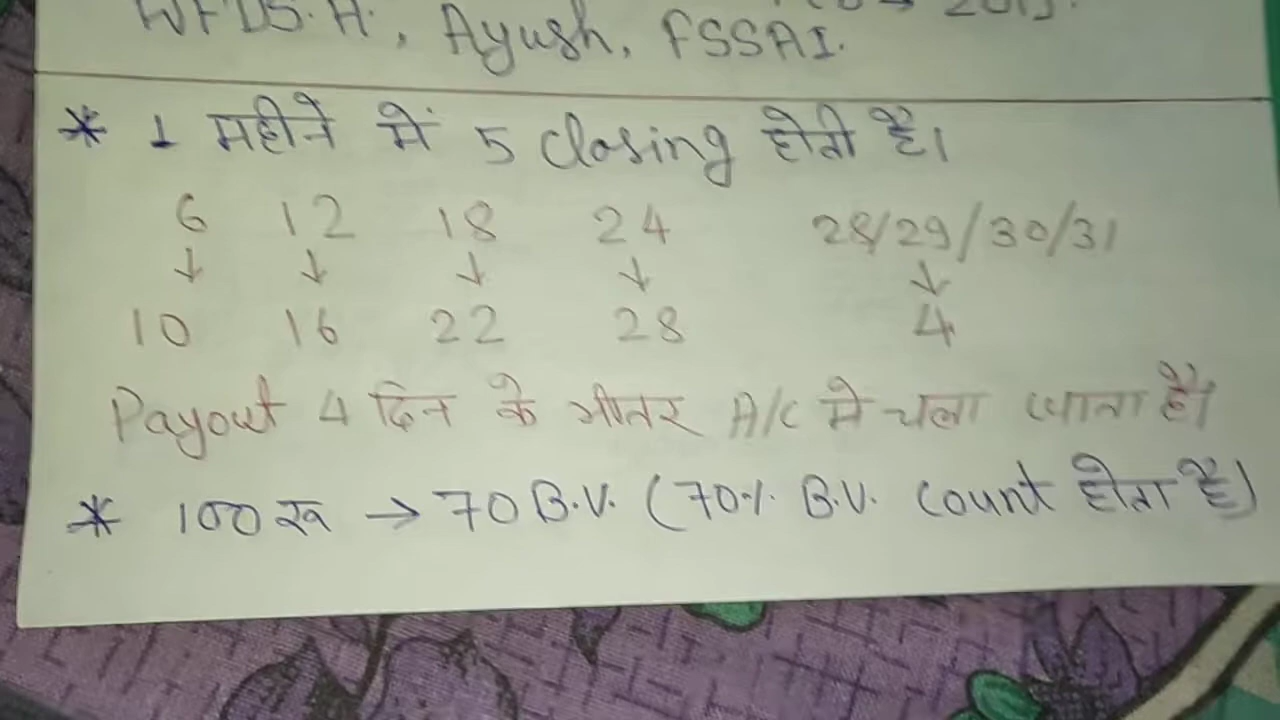 Ayush, FSSAI.
* 1 महीने में 5 closing होती है।
6 12 18 24 28/29/30/31
↓ ↓ ↓ ↓ ↓
10 16 22 28 4
Payout 4 दिन के भीतर A/C मे चला जाता है।
* 100 रू → 70 B.V. (70% B.V. count होता है)